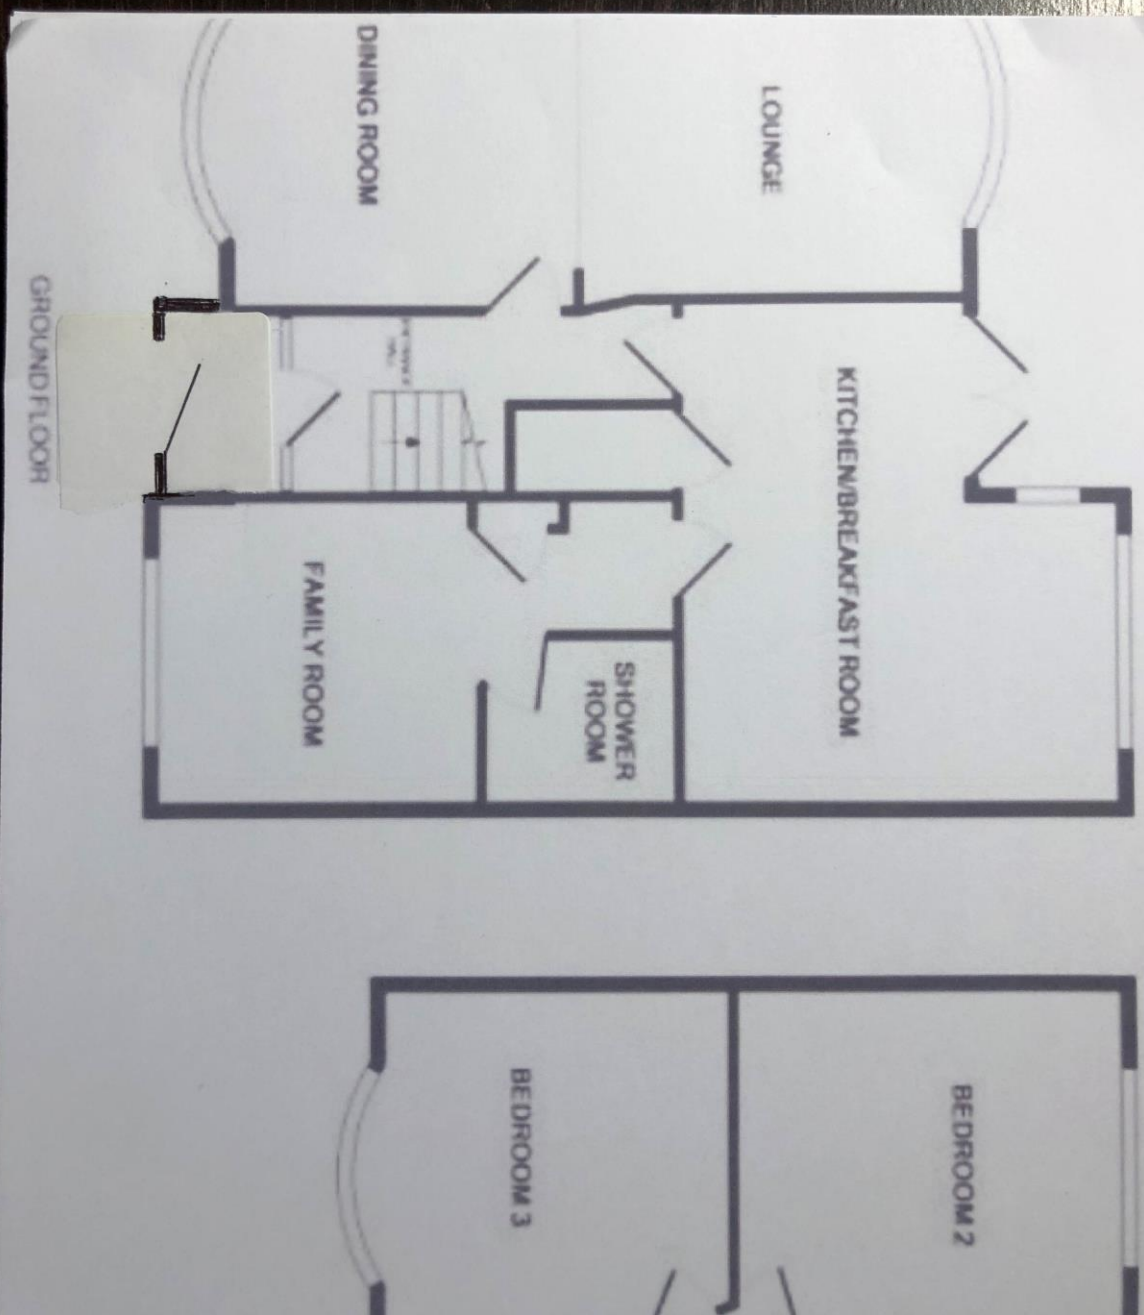 LOUNGE
DINING ROOM
KITCHEN/BREAKFAST ROOM
SHOWER
ROOM
FAMILY ROOM
GROUND FLOOR
BEDROOM 2
BEDROOM 3